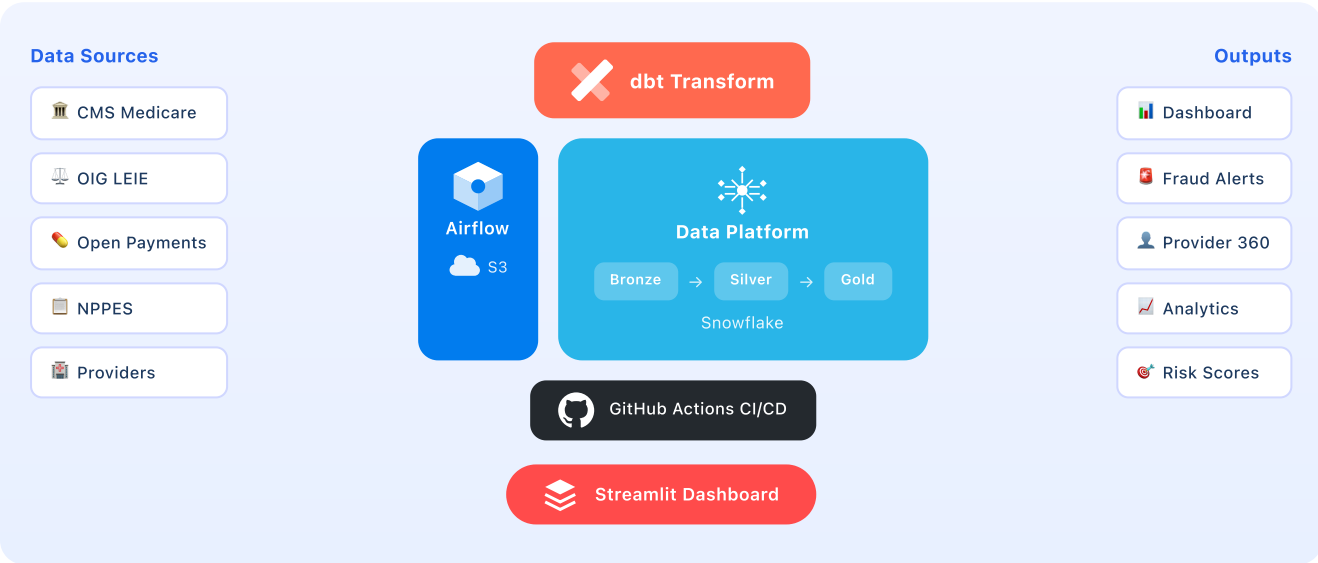 Data Sources
CMS Medicare
OIG LEIE
Open Payments
NPPES
Providers
dbt Transform
Airflow
S3
Data Platform
Bronze → Silver → Gold
Snowflake
GitHub Actions CI/CD
Streamlit Dashboard
Outputs
Dashboard
Fraud Alerts
Provider 360
Analytics
Risk Scores